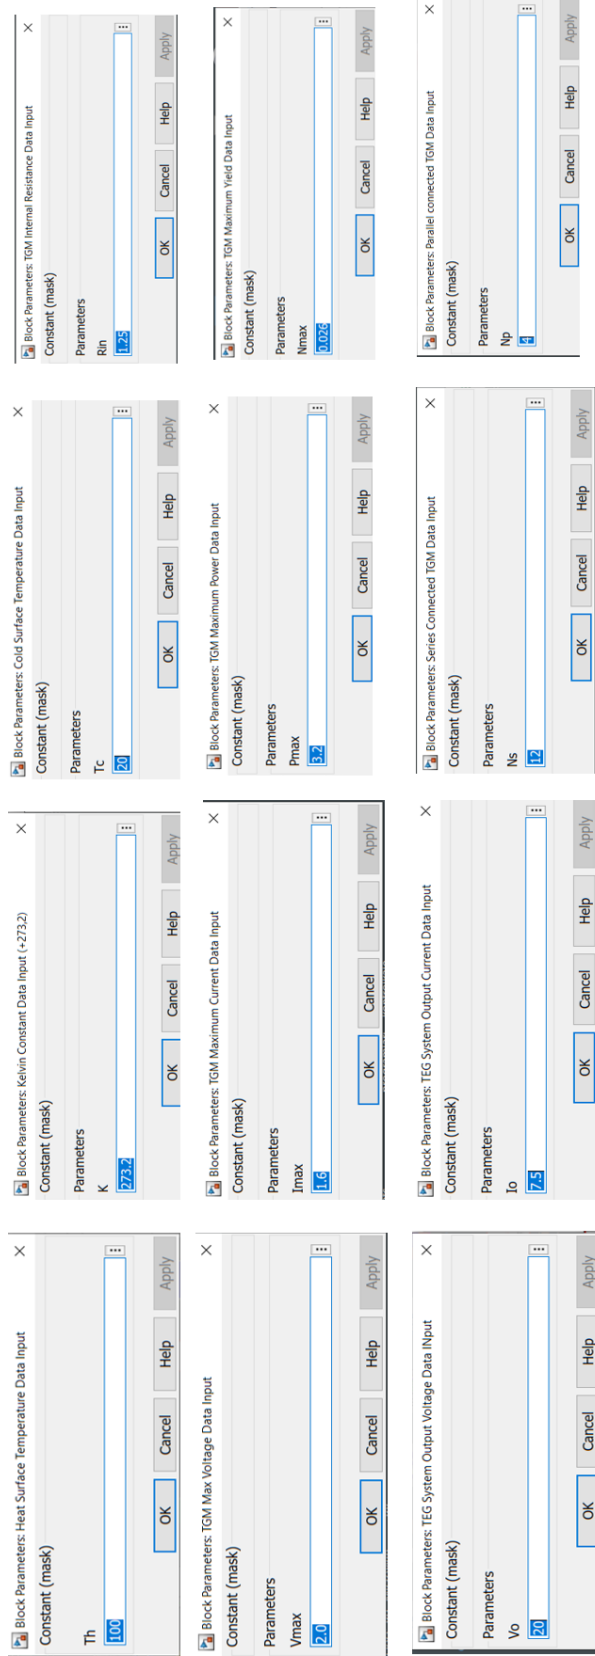 Block Parameters: Heat Surface Temperature Data Input
Constant (mask)
Th
100
OK Cancel Help Apply
Block Parameters: Kelvin Constant Data Input (+273,2)
Constant (mask)
Parameters
K
273.2
OK Cancel Help Apply
Block Parameters: Cold Surface Temperature Data Input
Constant (mask)
Parameters
Tc
20
OK Cancel Help Apply
Block Parameters: TGM Internal Resistance Data Input
Constant (mask)
Parameters
Rin
1.25
OK Cancel Help Apply
Block Parameters: TGM Max Voltage Data Input
Constant (mask)
Parameters
Vmax
2.0
OK Cancel Help Apply
Block Parameters: TGM Maximum Current Data Input
Constant (mask)
Parameters
Imax
1.6
OK Cancel Help Apply
Block Parameters: TGM Maximum Power Data Input
Constant (mask)
Parameters
Pmax
3.2
OK Cancel Help Apply
Block Parameters: TGM Maximum Yield Data Input
Constant (mask)
Parameters
Nmax
0.026
OK Cancel Help Apply
Block Parameters: TEG System Output Voltage Data INput
Constant (mask)
Parameters
Vo
20
OK Cancel Help Apply
Block Parameters: TEG System Output Current Data Input
Constant (mask)
Parameters
Io
7.5
OK Cancel Help Apply
Block Parameters: Series Connected TGM Data Input
Constant (mask)
Parameters
Ns
12
OK Cancel Help Apply
Block Parameters: Parallel connected TGM Data Input
Constant (mask)
Parameters
Np
4
OK Cancel Help Apply